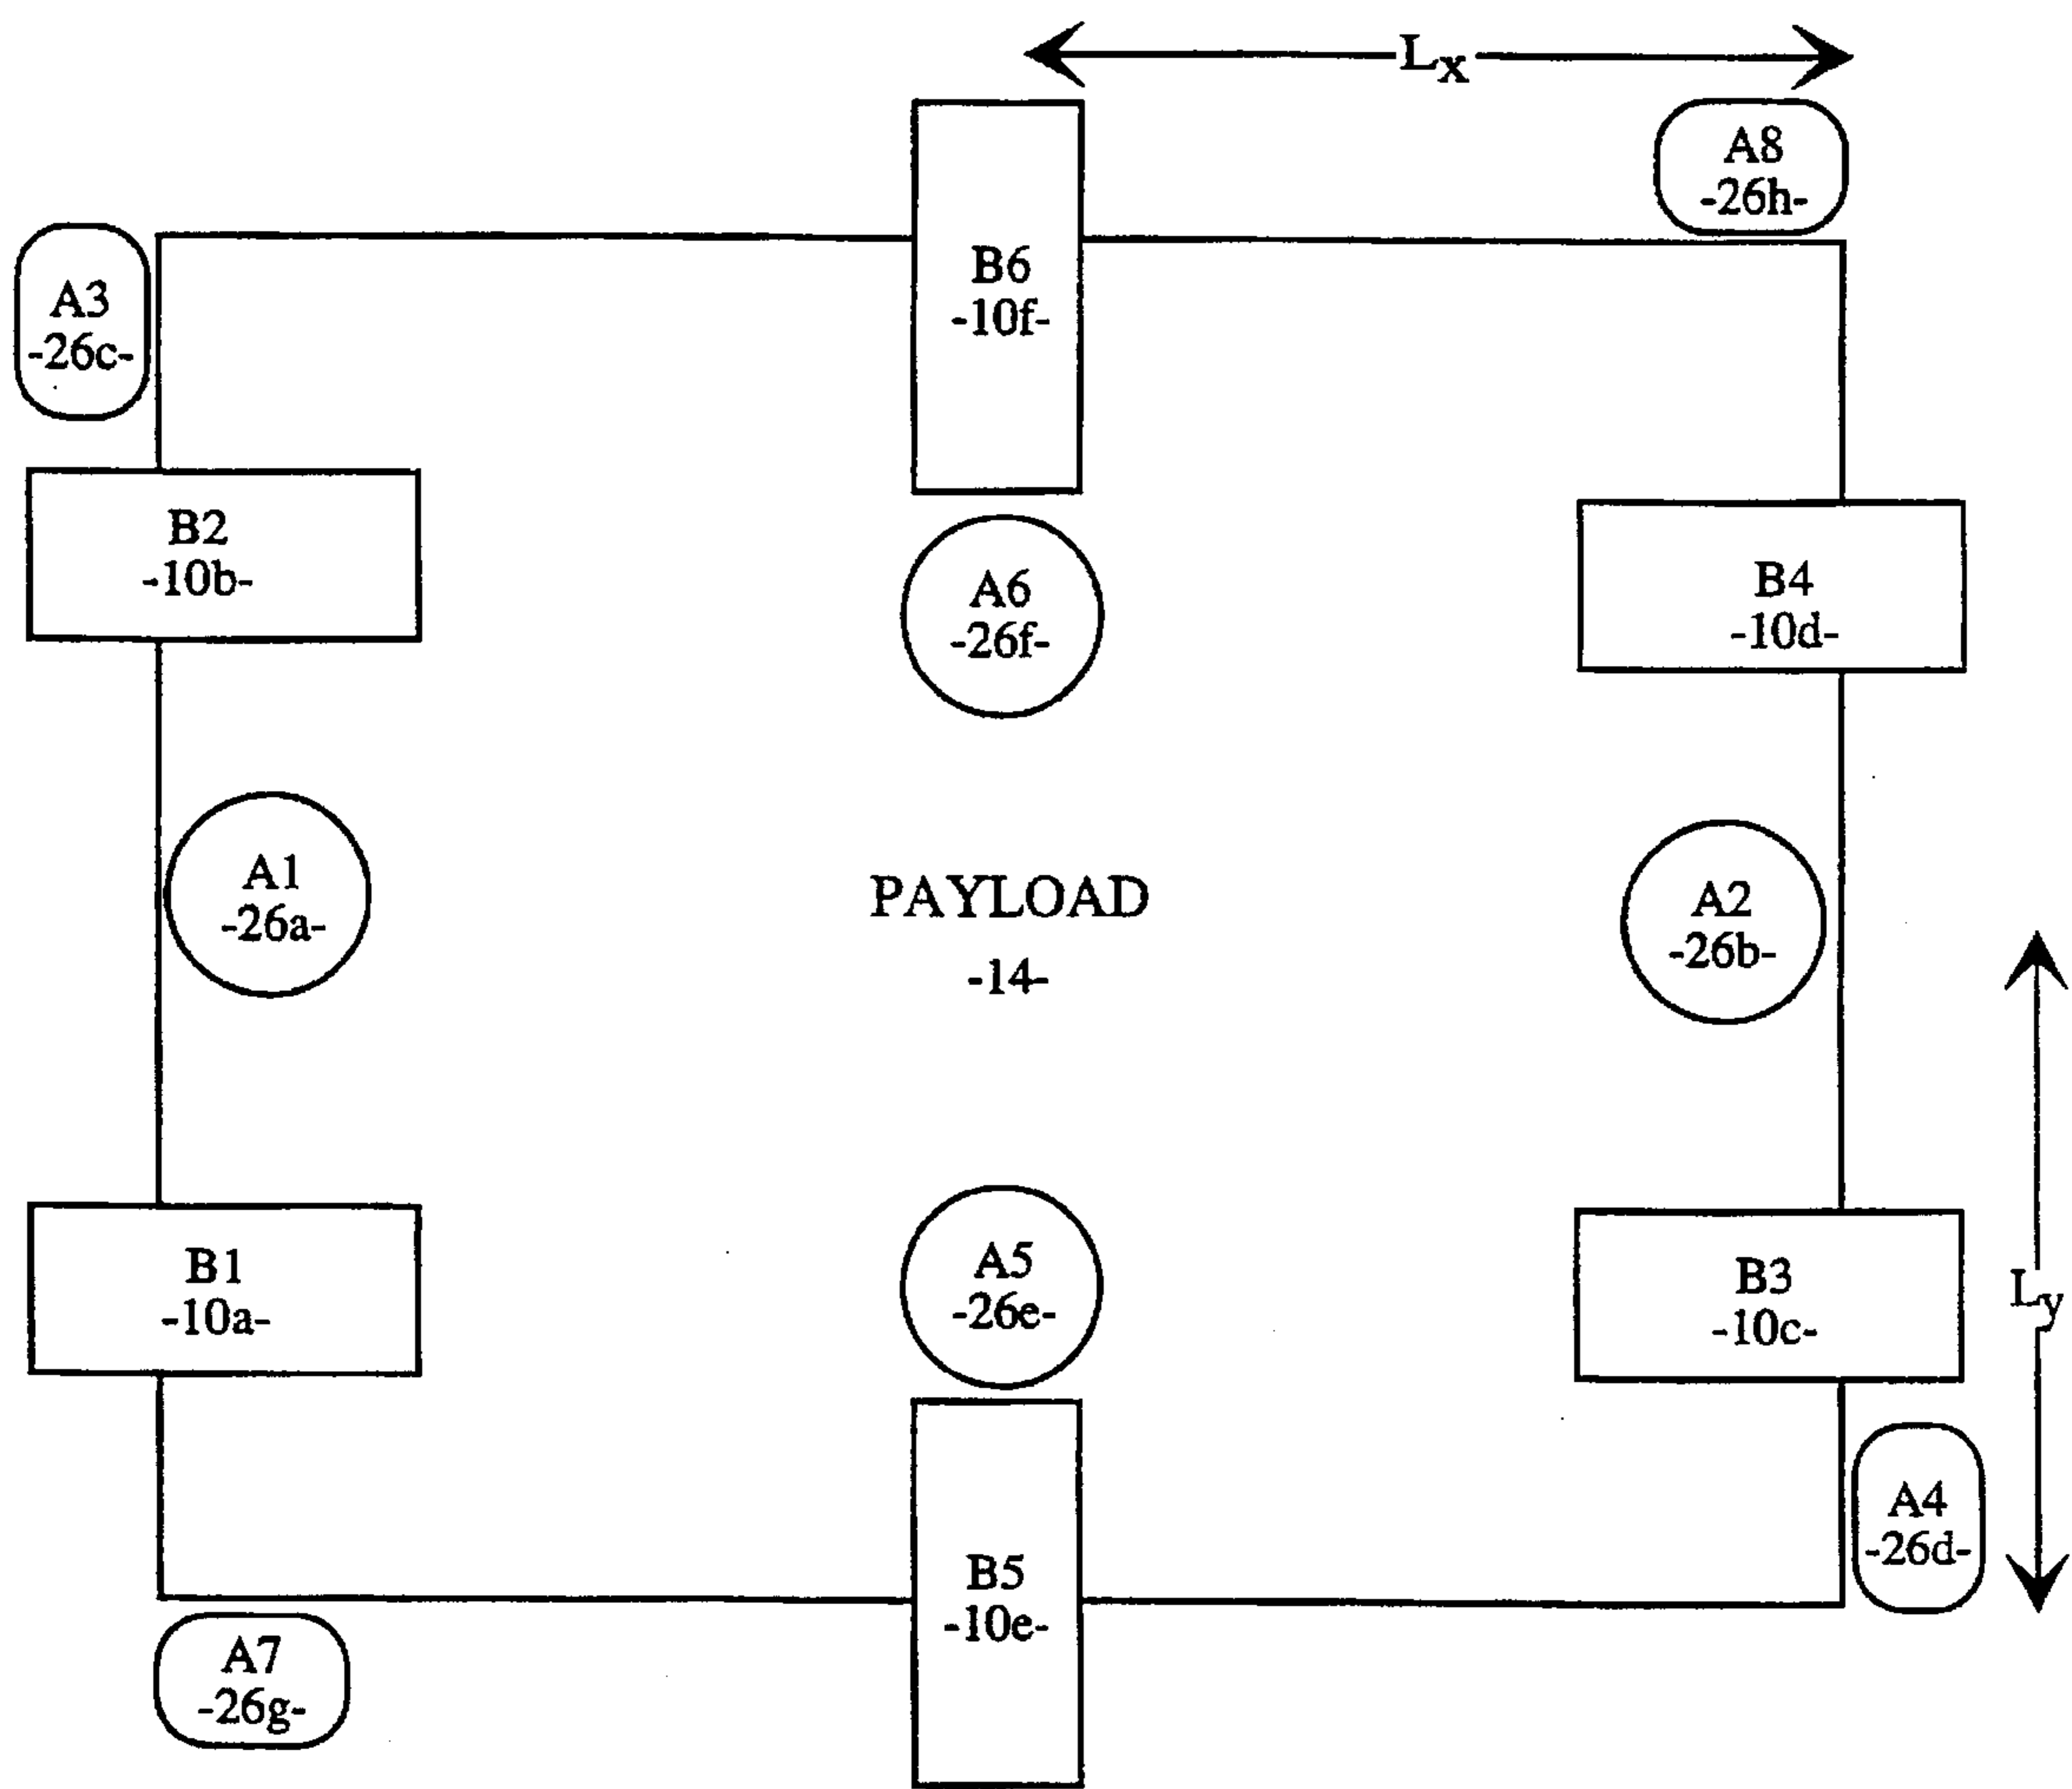 Lx
A8
-26h-
A3
-26c-
B6
-10f-
B2
-10b-
B4
-10d-
A6
-26f-
A1
-26a-
PAYLOAD
-14-
A2
-26b-
B1
-10a-
A5
-26e-
B3
-10c-
Ly
A4
-26d-
B5
-10e-
A7
-26g-